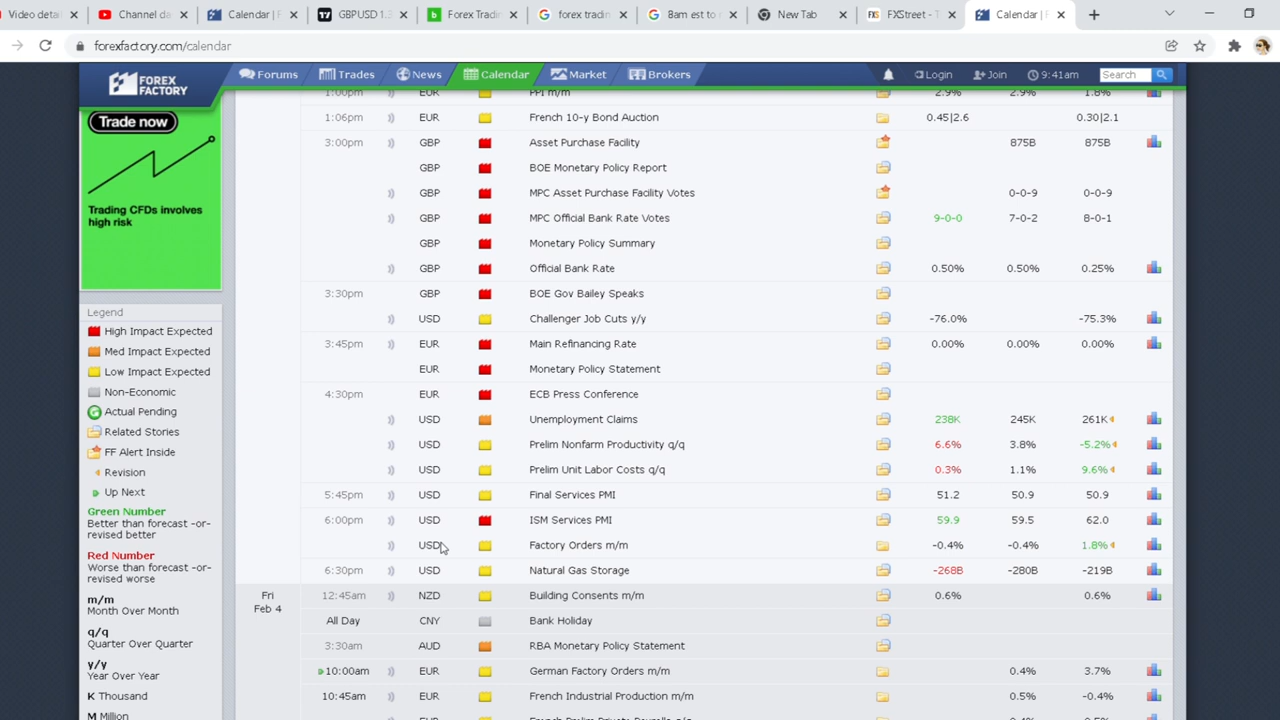 Video detai
Channel da
Calendar | F
GBPUSD 1.3
Forex Tradin
forex tradin
8am est to n
New Tab
FXStreet - T
Calendar | F
forexfactory.com/calendar
FOREX FACTORY
Forums Trades News Calendar Market Brokers Login Join 9:41am Search
Trade now
Trading CFDs involves
high risk
Legend
High Impact Expected
Med Impact Expected
Low Impact Expected
Non-Economic
Actual Pending
Related Stories
FF Alert Inside
Revision
Up Next
Green Number
Better than forecast -or-
revised better
Red Number
Worse than forecast -or-
revised worse
m/m
Month Over Month
q/q
Quarter Over Quarter
y/y
Year Over Year
K Thousand
M Million
1:00pm EUR PPI m/m 2.9% 2.9% 1.8%
1:06pm EUR French 10-y Bond Auction 0.45|2.6 0.30|2.1
3:00pm GBP Asset Purchase Facility 875B 875B
GBP BOE Monetary Policy Report
GBP MPC Asset Purchase Facility Votes 0-0-9 0-0-9
GBP MPC Official Bank Rate Votes 9-0-0 7-0-2 8-0-1
GBP Monetary Policy Summary
GBP Official Bank Rate 0.50% 0.50% 0.25%
3:30pm GBP BOE Gov Bailey Speaks
USD Challenger Job Cuts y/y -76.0% -75.3%
3:45pm EUR Main Refinancing Rate 0.00% 0.00% 0.00%
EUR Monetary Policy Statement
4:30pm EUR ECB Press Conference
USD Unemployment Claims 238K 245K 261K
USD Prelim Nonfarm Productivity q/q 6.6% 3.8% -5.2%
USD Prelim Unit Labor Costs q/q 0.3% 1.1% 9.6%
5:45pm USD Final Services PMI 51.2 50.9 50.9
6:00pm USD ISM Services PMI 59.9 59.5 62.0
USD Factory Orders m/m -0.4% -0.4% 1.8%
6:30pm USD Natural Gas Storage -268B -280B -219B
Fri
Feb 4
12:45am NZD Building Consents m/m 0.6% 0.6%
All Day CNY Bank Holiday
3:30am AUD RBA Monetary Policy Statement
10:00am EUR German Factory Orders m/m 0.4% 3.7%
10:45am EUR French Industrial Production m/m 0.5% -0.4%